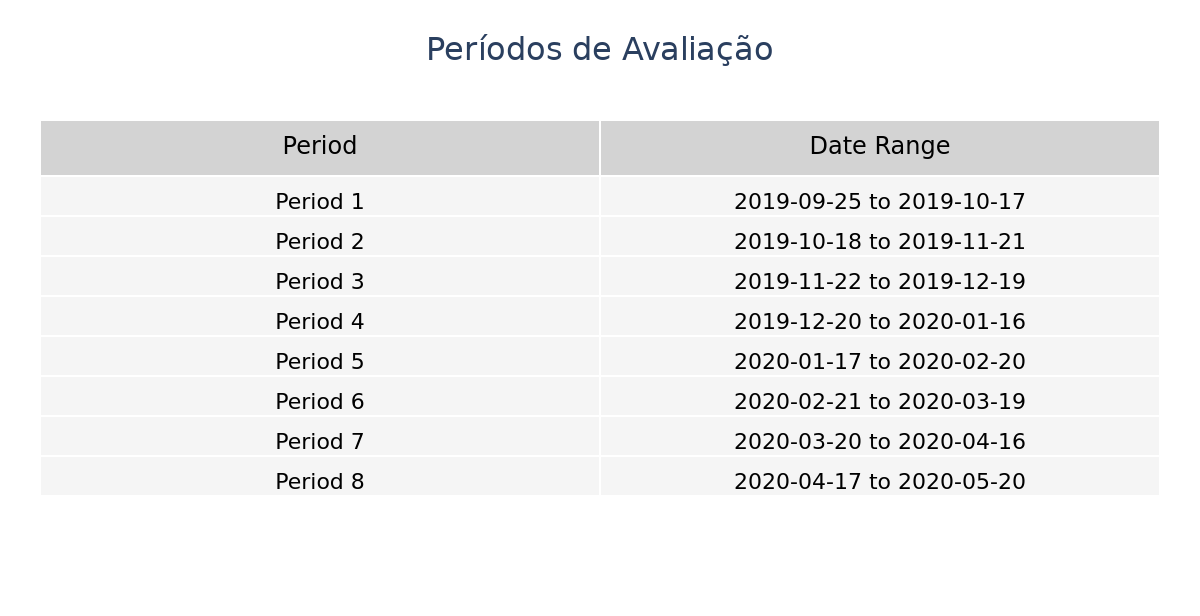 Períodos de Avaliação
Period Date Range
Period 1 2019-09-25 to 2019-10-17
Period 2 2019-10-18 to 2019-11-21
Period 3 2019-11-22 to 2019-12-19
Period 4 2019-12-20 to 2020-01-16
Period 5 2020-01-17 to 2020-02-20
Period 6 2020-02-21 to 2020-03-19
Period 7 2020-03-20 to 2020-04-16
Period 8 2020-04-17 to 2020-05-20